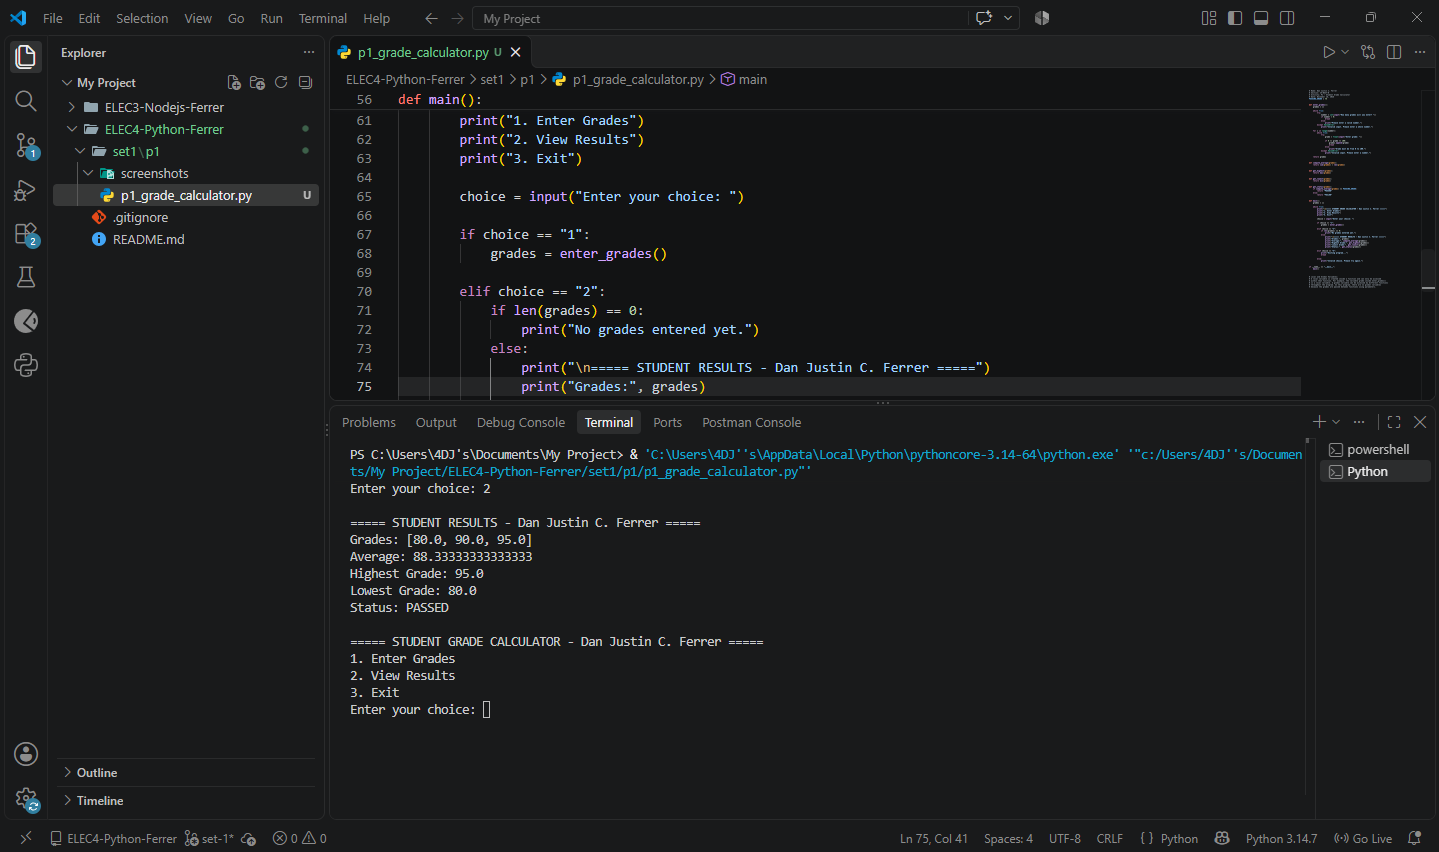 File Edit Selection View Go Run Terminal Help
My Project
Explorer
My Project
ELEC3-Nodejs-Ferrer
ELEC4-Python-Ferrer
set1\p1
screenshots
p1_grade_calculator.py U
.gitignore
README.md
Outline
Timeline
1
2
p1_grade_calculator.py U
ELEC4-Python-Ferrer > set1 > p1 > p1_grade_calculator.py > main
56 def main():
61 print("1. Enter Grades")
62 print("2. View Results")
63 print("3. Exit")
64
65 choice = input("Enter your choice: ")
66
67 if choice == "1":
68 grades = enter_grades()
69
70 elif choice == "2":
71 if len(grades) == 0:
72 print("No grades entered yet.")
73 else:
74 print("\n===== STUDENT RESULTS - Dan Justin C. Ferrer =====")
75 print("Grades:", grades)
Problems Output Debug Console Terminal Ports Postman Console
PS C:\Users\4DJ's\Documents\My Project> & 'C:\Users\4DJ''s\AppData\Local\Python\pythoncore-3.14-64\python.exe' '"c:/Users/4DJ''s/Documen
ts/My Project/ELEC4-Python-Ferrer/set1/p1/p1_grade_calculator.py"'
Enter your choice: 2
===== STUDENT RESULTS - Dan Justin C. Ferrer =====
Grades: [80.0, 90.0, 95.0]
Average: 88.33333333333333
Highest Grade: 95.0
Lowest Grade: 80.0
Status: PASSED
===== STUDENT GRADE CALCULATOR - Dan Justin C. Ferrer =====
1. Enter Grades
2. View Results
3. Exit
Enter your choice:
powershell
Python
ELEC4-Python-Ferrer set-1* 0 0 Ln 75, Col 41 Spaces: 4 UTF-8 CRLF {} Python Python 3.14.7 Go Live